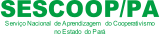 SESCOOP/PA
Serviço Nacional de Aprendizagem do Cooperativismo
no Estado do Pará